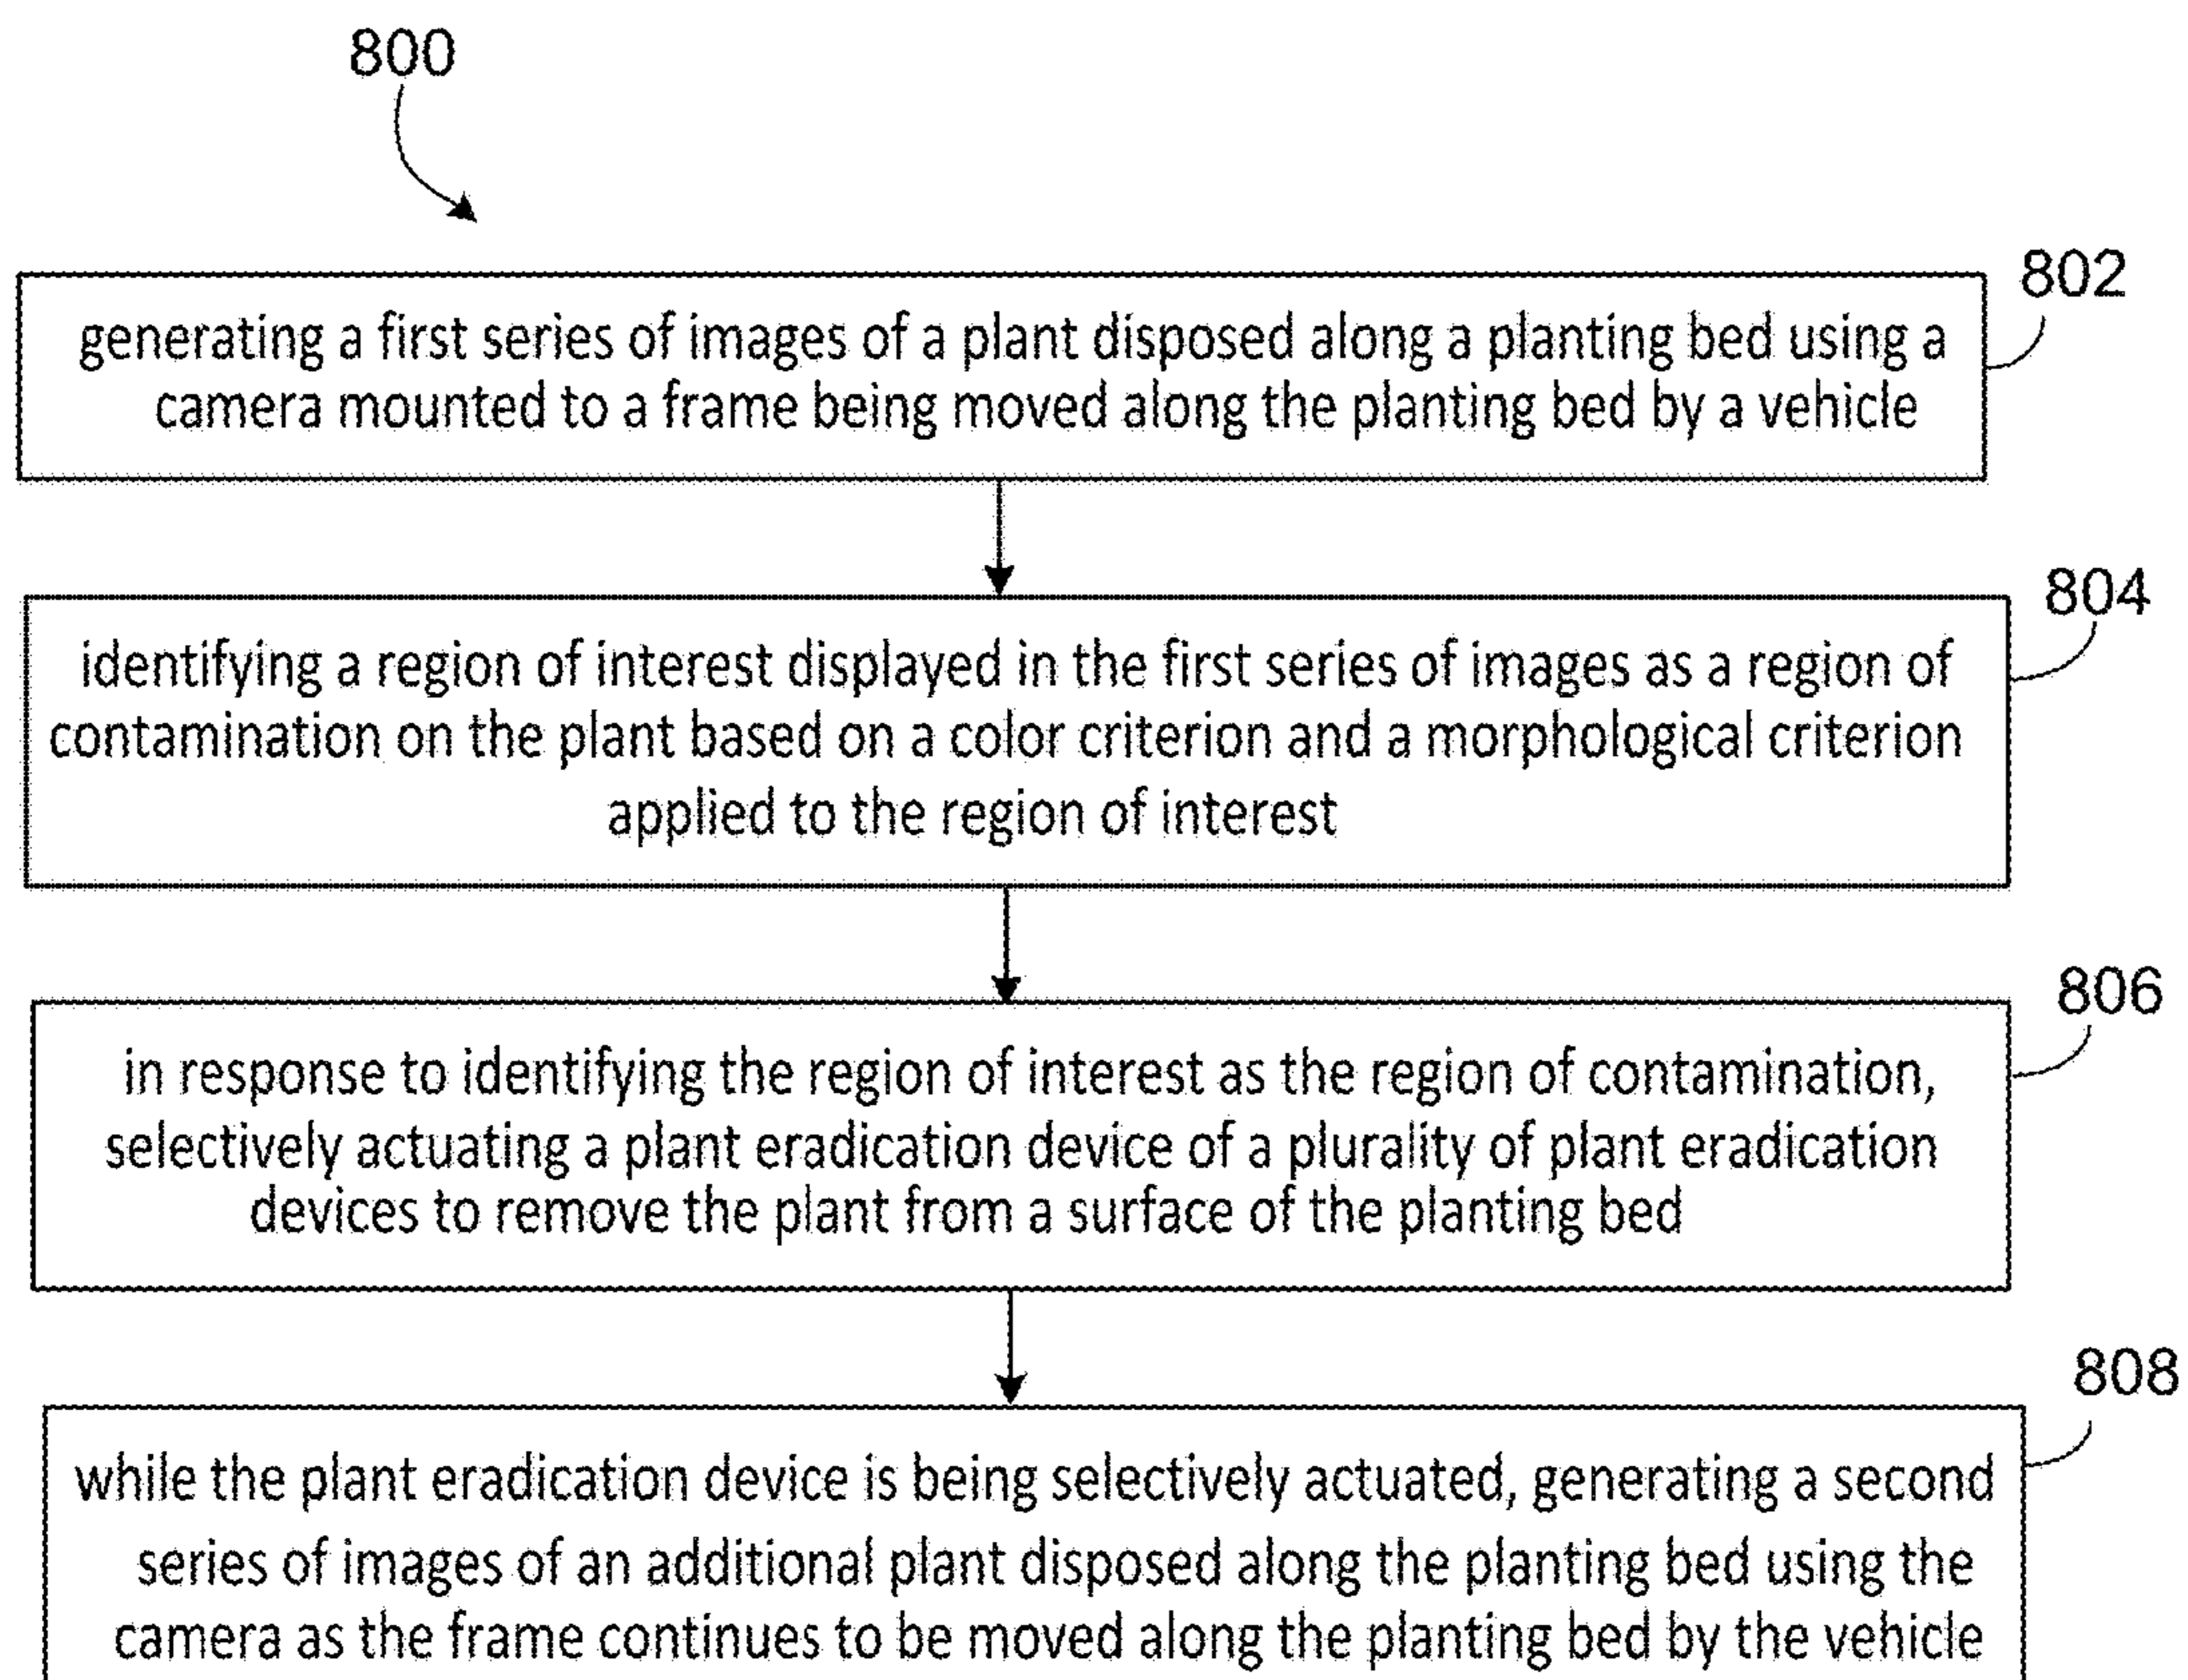 800
802
generating a first series of images of a plant disposed along a planting bed using a
camera mounted to a frame being moved along the planting bed by a vehicle
804
identifying a region of interest displayed in the first series of images as a region of
contamination on the plant based on a color criterion and a morphological criterion
applied to the region of interest
806
in response to identifying the region of interest as the region of contamination,
selectively actuating a plant eradication device of a plurality of plant eradication
devices to remove the plant from a surface of the planting bed
808
while the plant eradication device is being selectively actuated, generating a second
series of images of an additional plant disposed along the planting bed using the
camera as the frame continues to be moved along the planting bed by the vehicle